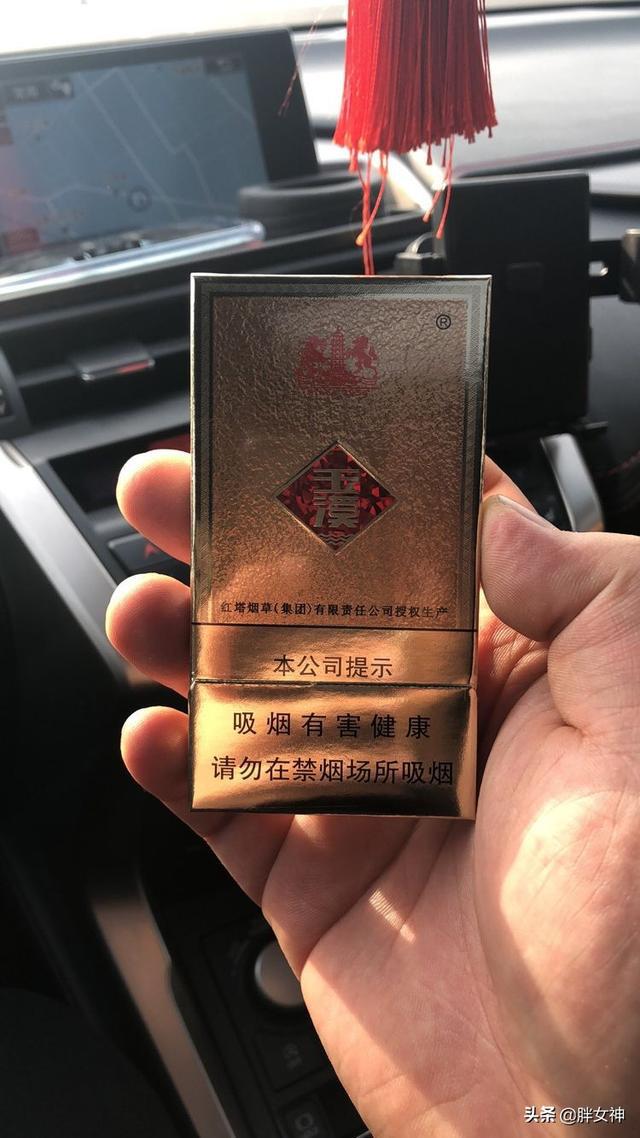 ®
玉溪
红塔烟草(集团)有限责任公司授权生产
本公司提示
吸烟有害健康
请勿在禁烟场所吸烟
头条 @胖女神